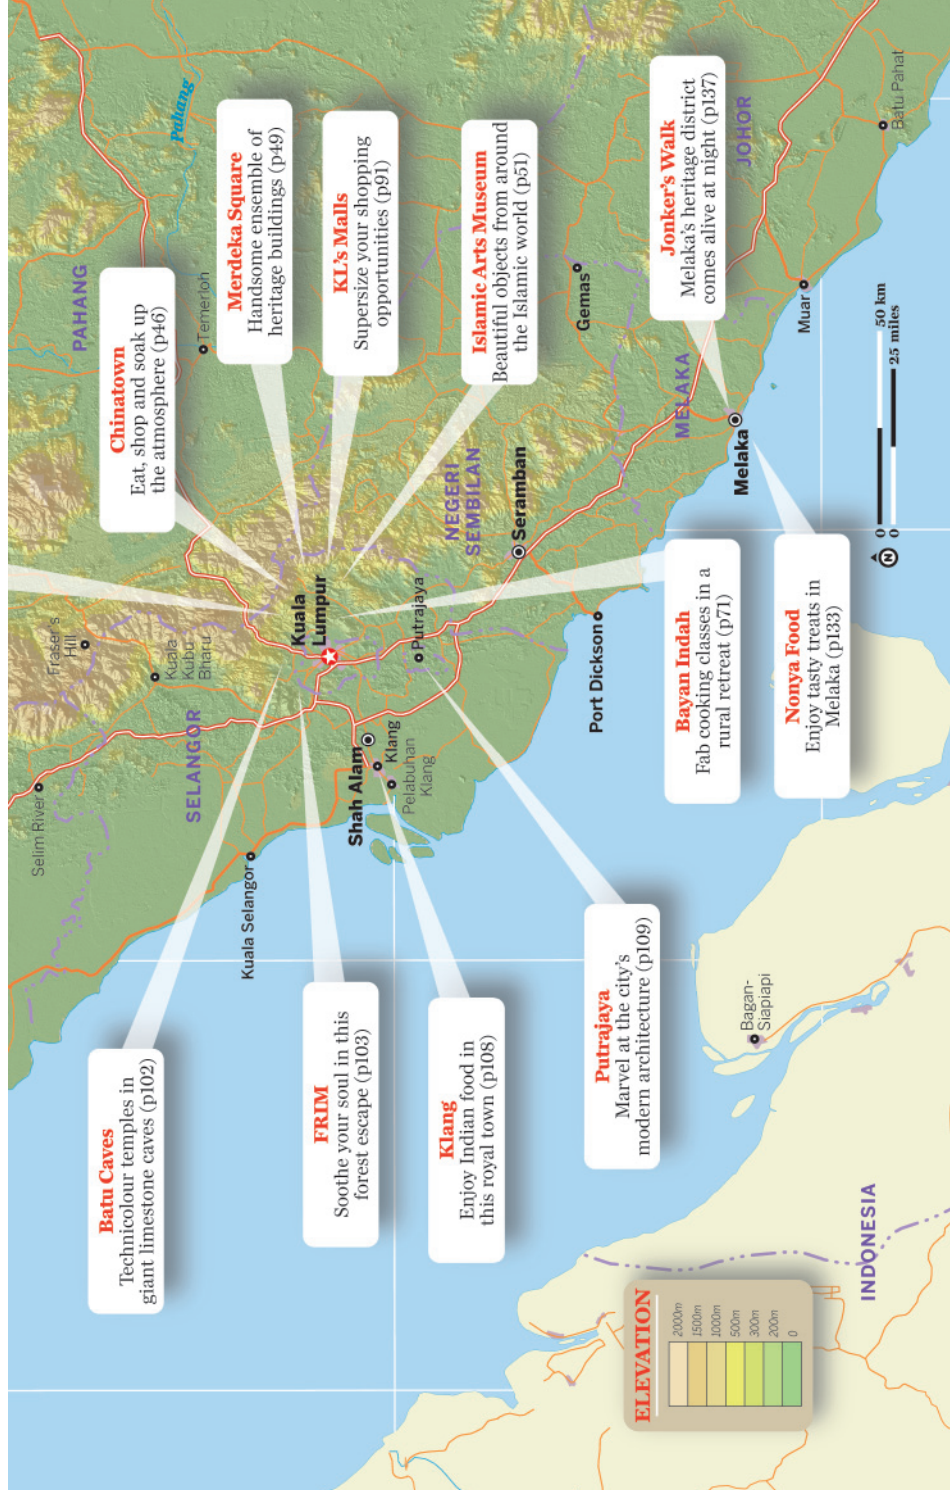 Batu Caves
Technicolour temples in
giant limestone caves (p102)
FRIM
Soothe your soul in this
forest escape (p103)
Klang
Enjoy Indian food in
this royal town (p108)
Putrajaya
Marvel at the city's
modern architecture (p109)
Chinatown
Eat, shop and soak up
the atmosphere (p46)
Merdeka Square
Handsome ensemble of
heritage buildings (p49)
KL's Malls
Supersize your shopping
opportunities (p91)
Islamic Arts Museum
Beautiful objects from around
the Islamic world (p51)
Jonker's Walk
Melaka's heritage district
comes alive at night (p137)
Bayan Indah
Fab cooking classes in a
rural retreat (p71)
Nonya Food
Enjoy tasty treats in
Melaka (p133)
Selim River
Fraser's
Hill
Kuala
Kubu
Bharu
PAHANG
Pahang
Temerloh
SELANGOR
Kuala Selangor
Kuala
Lumpur
Shah Alam
Klang
Pelabuhan
Klang
Putrajaya
NEGERI
SEMBILAN
Seramban
Gemas
Port Dickson
MELAKA
Melaka
JOHOR
Muar
Batu Pahat
Bagan-
Siapiapi
INDONESIA
ELEVATION
2000m
1500m
1000m
500m
300m
200m
0
N
0
50 km
0
25 miles